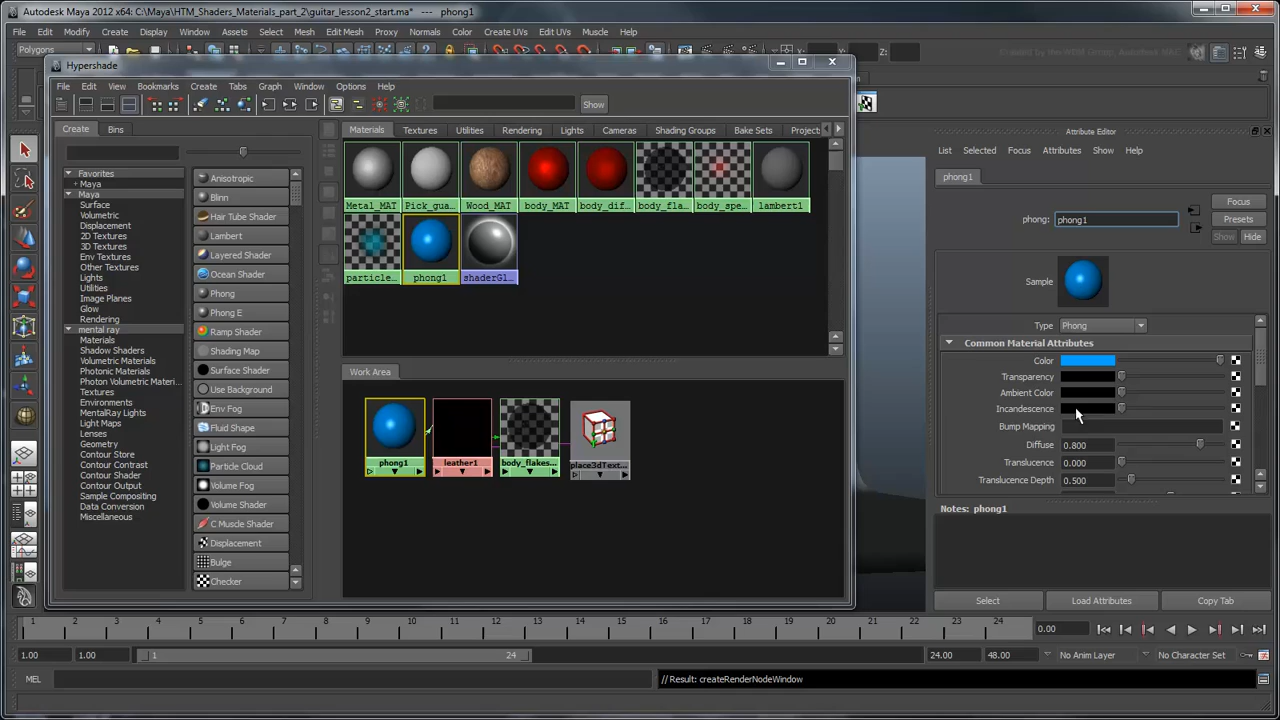 Autodesk Maya 2012 x64: C:\Maya\HTM_Shaders_Materials_part_2\guitar_lesson2_start.ma* --- phong1
File Edit Modify Create Display Window Assets Select Mesh Edit Mesh Proxy Normals Color Create UVs Edit UVs Muscle Help
Polygons X: Y: Z:
Hypershade
File Edit View Bookmarks Create Tabs Graph Window Options Help
Show
Create Bins
Materials Textures Utilities Rendering Lights Cameras Shading Groups Bake Sets Project
Favorites
+ Maya
Maya
Surface
Volumetric
Displacement
2D Textures
3D Textures
Env Textures
Other Textures
Lights
Utilities
Image Planes
Glow
Rendering
mental ray
Materials
Shadow Shaders
Volumetric Materials
Photonic Materials
Photon Volumetric Materi...
Textures
Environments
MentalRay Lights
Light Maps
Lenses
Geometry
Contour Store
Contour Contrast
Contour Shader
Contour Output
Sample Compositing
Data Conversion
Miscellaneous
Anisotropic
Blinn
Hair Tube Shader
Lambert
Layered Shader
Ocean Shader
Phong
Phong E
Ramp Shader
Shading Map
Surface Shader
Use Background
Env Fog
Fluid Shape
Light Fog
Particle Cloud
Volume Fog
Volume Shader
C Muscle Shader
Displacement
Bulge
Checker
Metal_MAT Pick_gua... Wood_MAT body_MAT body_dif... body_fla... body_spe... lambert1
particle... phong1 shaderGl...
Work Area
phong1 leather1 body_flakes... place3dText...
Attribute Editor
List Selected Focus Attributes Show Help
phong1
phong: phong1
Focus
Presets
Show Hide
Sample
Type Phong
Common Material Attributes
Color
Transparency
Ambient Color
Incandescence
Bump Mapping
Diffuse 0.800
Translucence 0.000
Translucence Depth 0.500
Notes: phong1
Select Load Attributes Copy Tab
1 2 3 4 5 6 7 8 9 10 11 12 13 14 15 16 17 18 19 20 21 22 23 24 0.00
1.00 1.00 1 24 24.00 48.00 No Anim Layer No Character Set
MEL // Result: createRenderNodeWindow